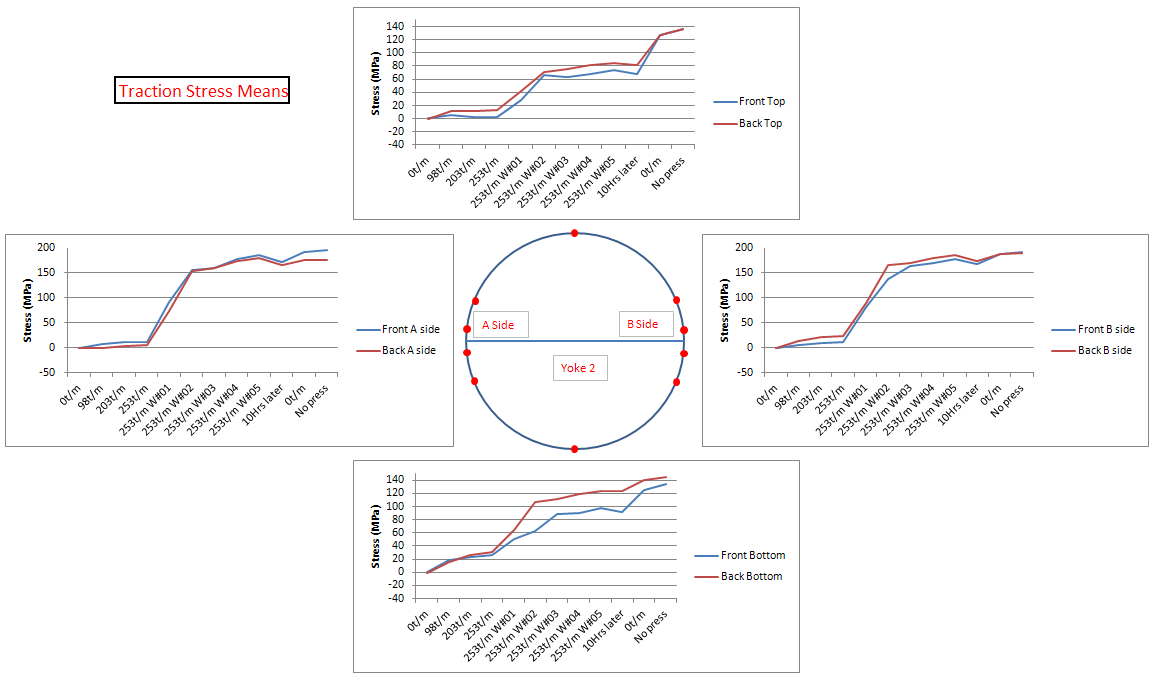 Traction Stress Means
Stress (MPa)
140
120
100
80
60
40
20
0
-20
-40
0t/m
98t/m
203t/m
253t/m
253t/m W#01
253t/m W#02
253t/m W#03
253t/m W#04
253t/m W#05
10Hrs later
0t/m
No press
Front Top
Back Top
Stress (MPa)
200
150
100
50
0
-50
0t/m
98t/m
203t/m
253t/m
253t/m W#01
253t/m W#02
253t/m W#03
253t/m W#04
253t/m W#05
10Hrs later
0t/m
No press
Front A side
Back A side
A Side
B Side
Yoke 2
Stress (MPa)
200
150
100
50
0
-50
0t/m
98t/m
203t/m
253t/m
253t/m W#01
253t/m W#02
253t/m W#03
253t/m W#04
253t/m W#05
10Hrs later
0t/m
No press
Front B side
Back B side
Stress (MPa)
140
120
100
80
60
40
20
0
-20
-40
0t/m
98t/m
203t/m
253t/m
253t/m W#01
253t/m W#02
253t/m W#03
253t/m W#04
253t/m W#05
10Hrs later
0t/m
No press
Front Bottom
Back Bottom